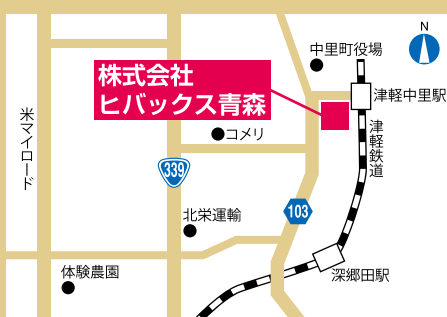 N
中里町役場
株式会社
ヒバックス青森
津軽中里駅
米マイロード
コメリ
津軽鉄道
339
北栄運輸
103
体験農園
深郷田駅